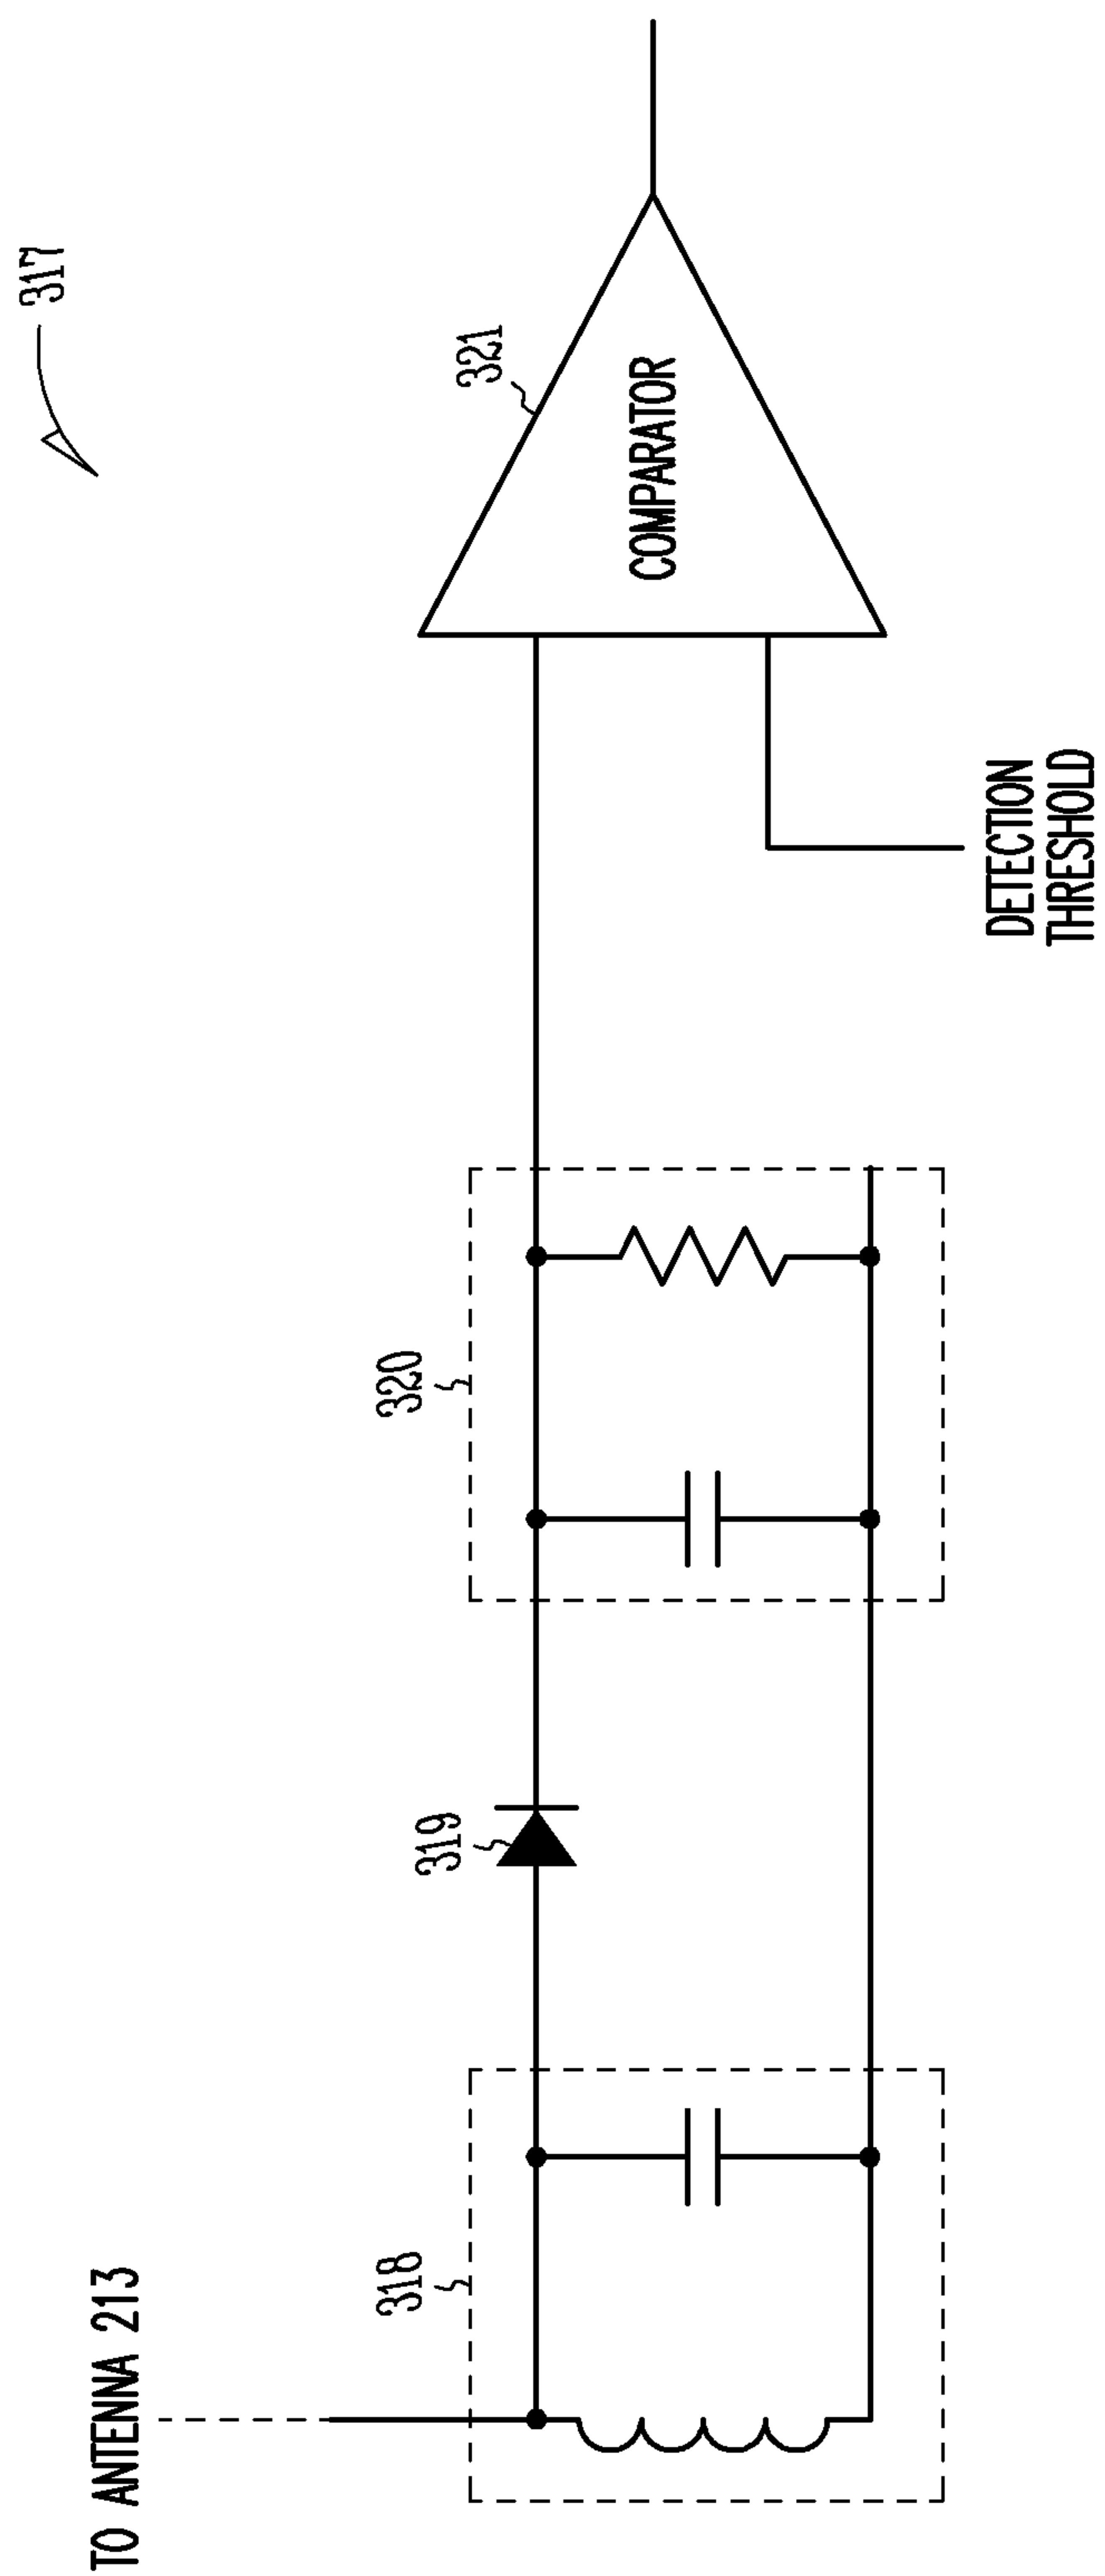 317
321
COMPARATOR
DETECTION
THRESHOLD
320
319
318
TO ANTENNA 213